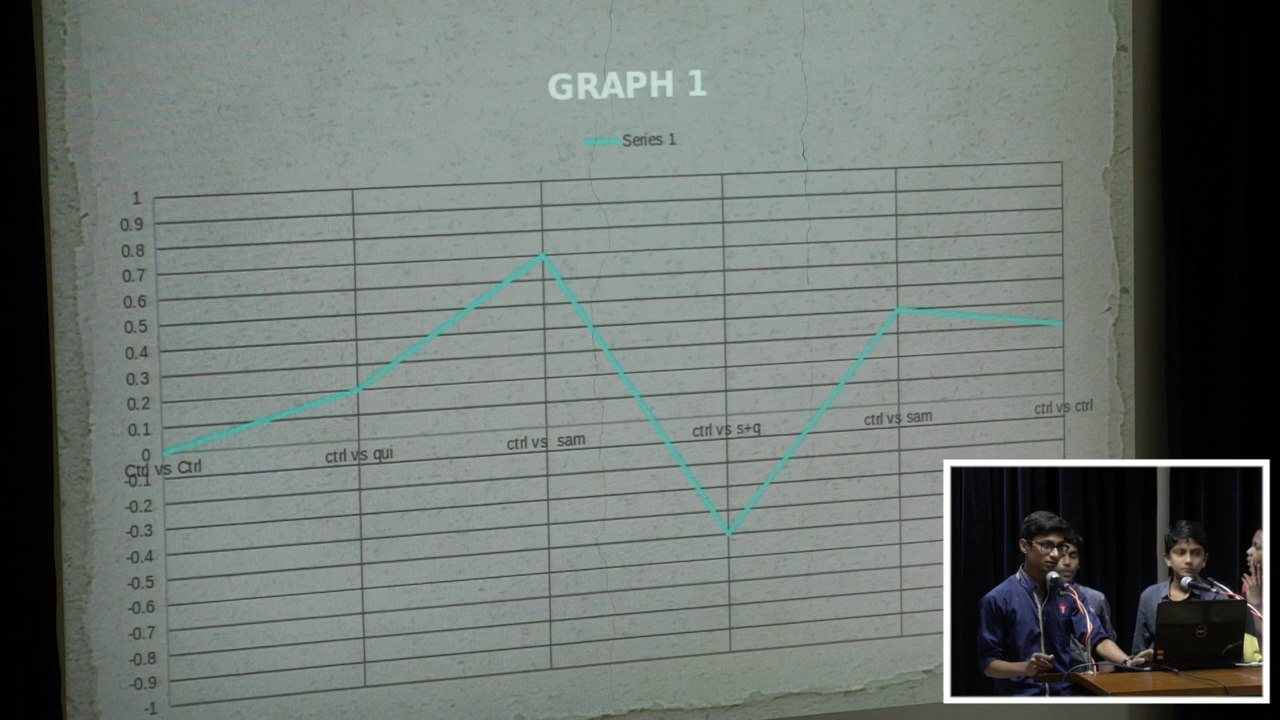 GRAPH 1
Series 1
1
0.9
0.8
0.7
0.6
0.5
0.4
0.3
0.2
0.1
0
-0.1
-0.2
-0.3
-0.4
-0.5
-0.6
-0.7
-0.8
-0.9
-1
Ctrl vs Ctrl
ctrl vs qui
ctrl vs sam
ctrl vs s+q
ctrl vs sam
ctrl vs ctrl